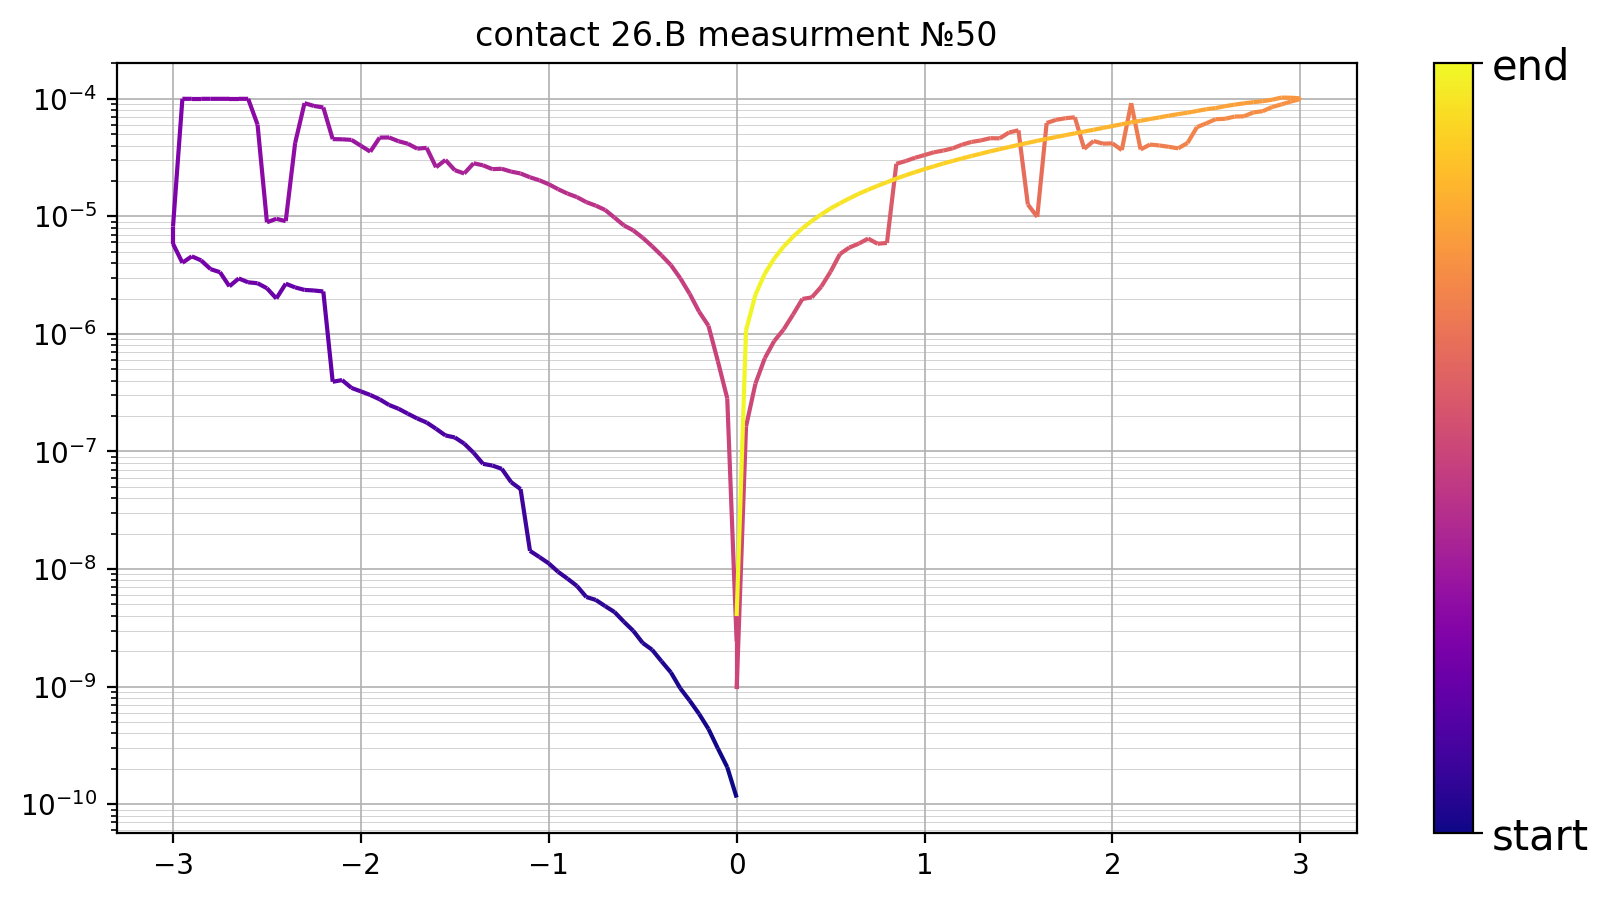 contact 26.B measurment №50
10⁻⁴
10⁻⁵
10⁻⁶
10⁻⁷
10⁻⁸
10⁻⁹
10⁻¹⁰
−3 −2 −1 0 1 2 3
end
start